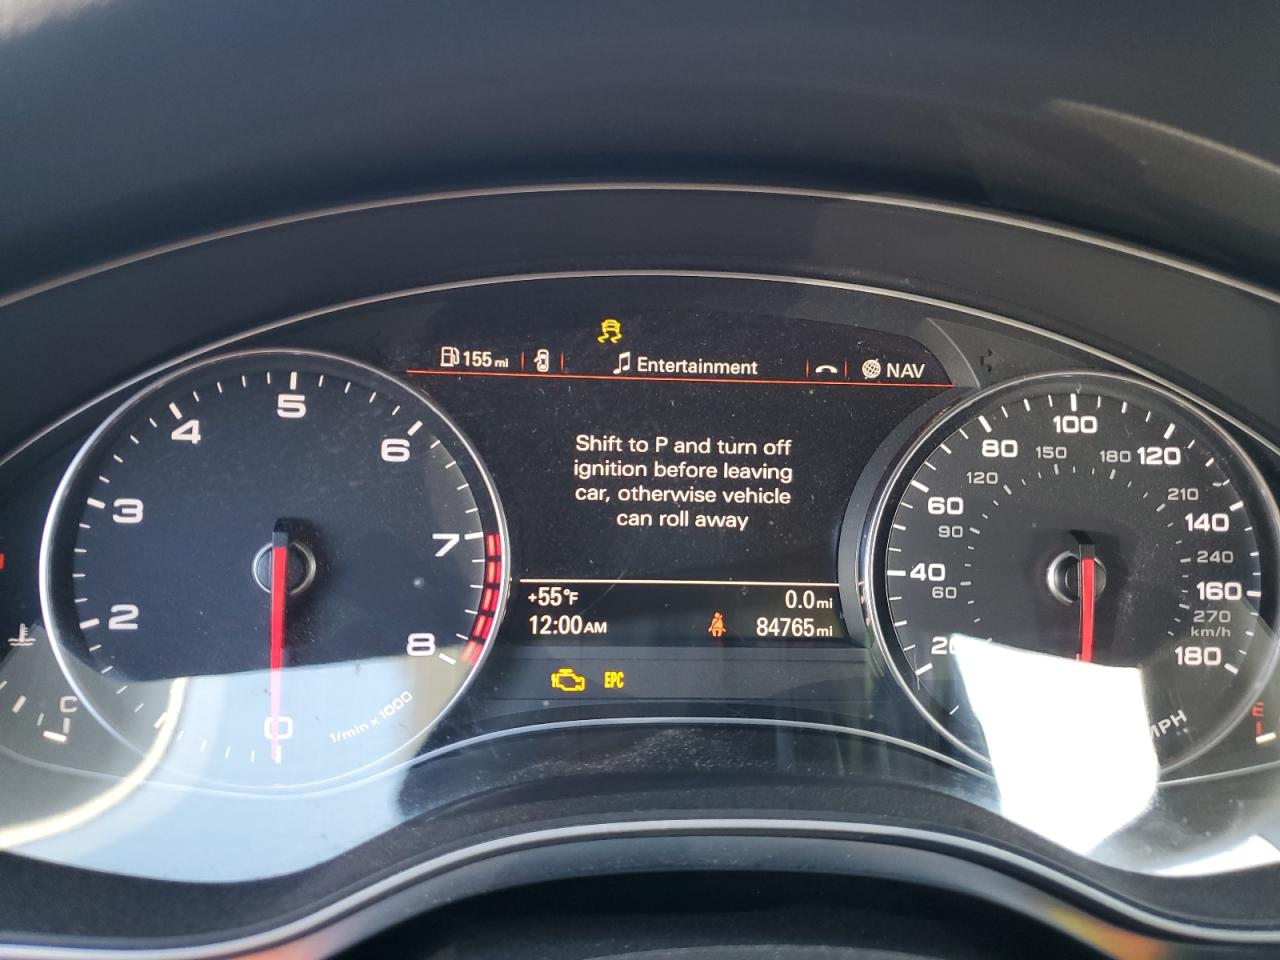 155 mi
Entertainment
NAV
Shift to P and turn off
ignition before leaving
car, otherwise vehicle
can roll away
+55°F
0.0 mi
12:00 AM
84765 mi
EPC
0
2
3
4
5
6
7
8
1/min x 1000
C
40
60
80
100
120
140
160
180
60
90
120
150
180
210
240
270
km/h
MPH
E